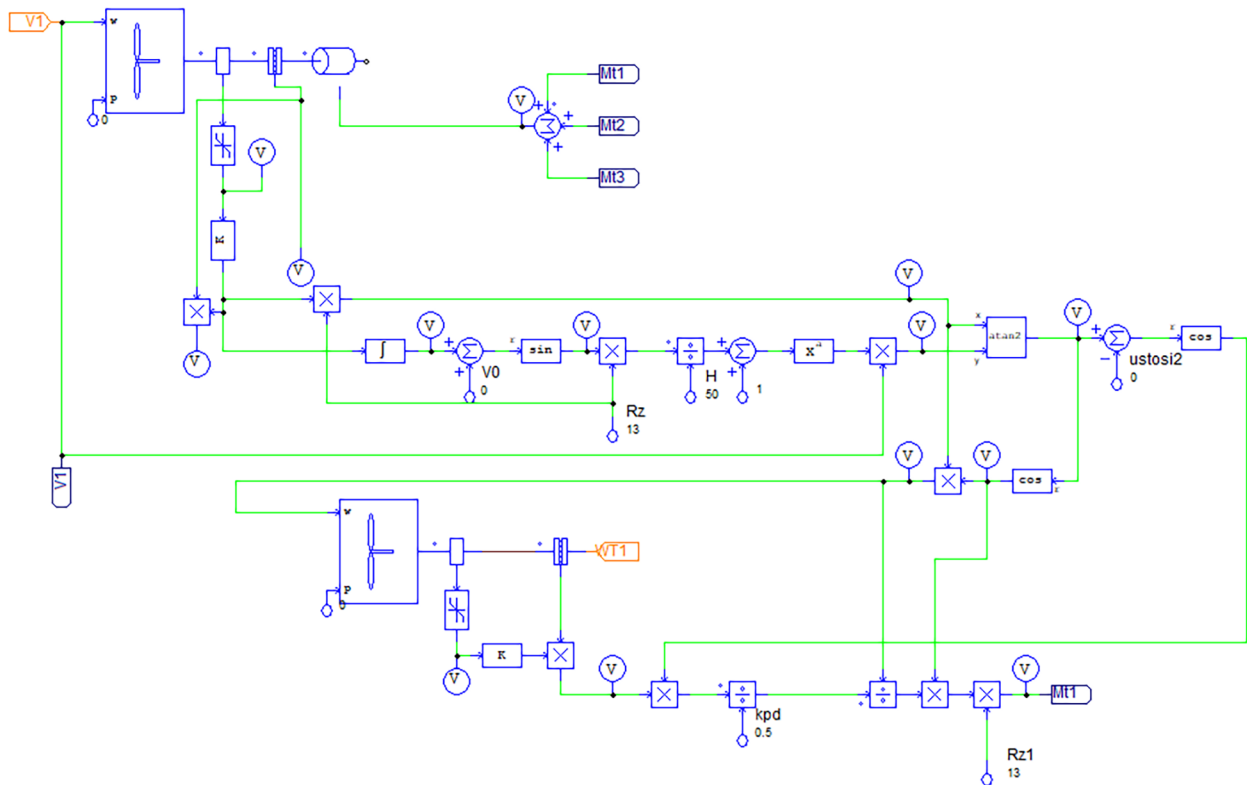 V1
w
P
0
V
Mt1
Mt2
Mt3
V
K
V
V
V
V
V
V
x
y
atan2
V
ustosi2
0
r
cos
∫
V0
0
r
sin
Rz
13
H
50
1
X⁻¹
V1
V
V
cos
r
w
P
0
WT1
K
V
V
kpd
0.5
V
Mt1
Rz1
13